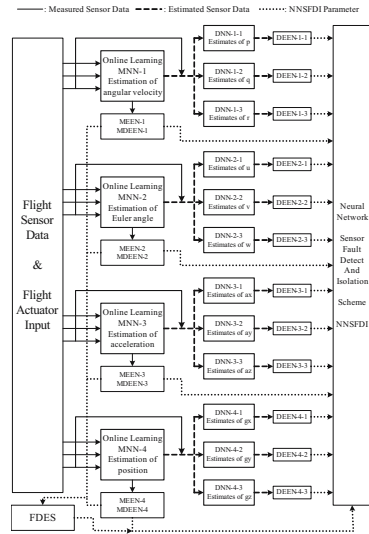 Measured Sensor Data
Estimated Sensor Data
NNSFDI Parameter
Flight
Sensor
Data
&
Flight
Actuator
Input
Online Learning
MNN-1
Estimation of
angular velocity
MEEN-1
MDEEN-1
DNN-1-1
Estimates of p
DEEN-1-1
DNN-1-2
Estimates of q
DEEN-1-2
DNN-1-3
Estimates of r
DEEN-1-3
Online Learning
MNN-2
Estimation of
Euler angle
MEEN-2
MDEEN-2
DNN-2-1
Estimates of u
DEEN-2-1
DNN-2-2
Estimates of v
DEEN-2-2
DNN-2-3
Estimates of w
DEEN-2-3
Online Learning
MNN-3
Estimation of
acceleration
MEEN-3
MDEEN-3
DNN-3-1
Estimates of ax
DEEN-3-1
DNN-3-2
Estimates of ay
DEEN-3-2
DNN-3-3
Estimates of az
DEEN-3-3
Online Learning
MNN-4
Estimation of
position
MEEN-4
MDEEN-4
DNN-4-1
Estimates of gx
DEEN-4-1
DNN-4-2
Estimates of gy
DEEN-4-2
DNN-4-3
Estimates of gz
DEEN-4-3
Neural
Network
Sensor
Fault
Detect
And
Isolation
Scheme
NNSFDI
FDES